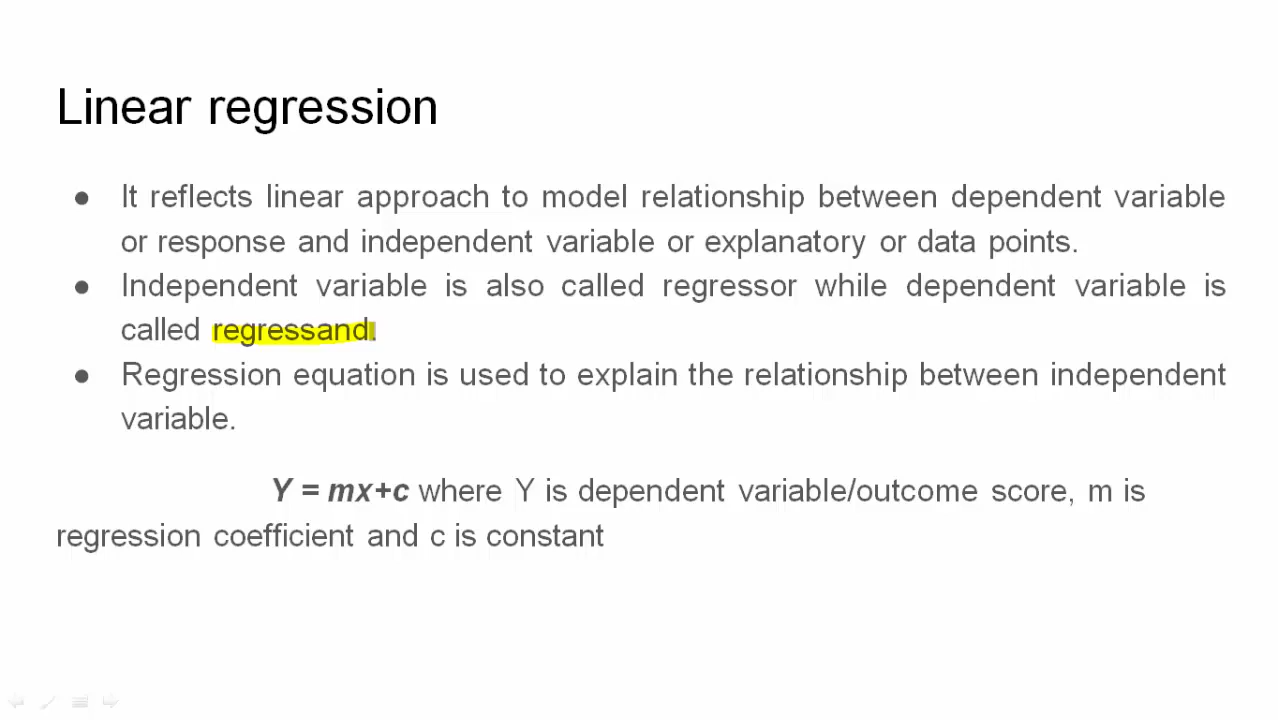 Linear regression
● It reflects linear approach to model relationship between dependent variable
or response and independent variable or explanatory or data points.
● Independent variable is also called regressor while dependent variable is
called regressand.
● Regression equation is used to explain the relationship between independent
variable.
Y = mx+c where Y is dependent variable/outcome score, m is
regression coefficient and c is constant